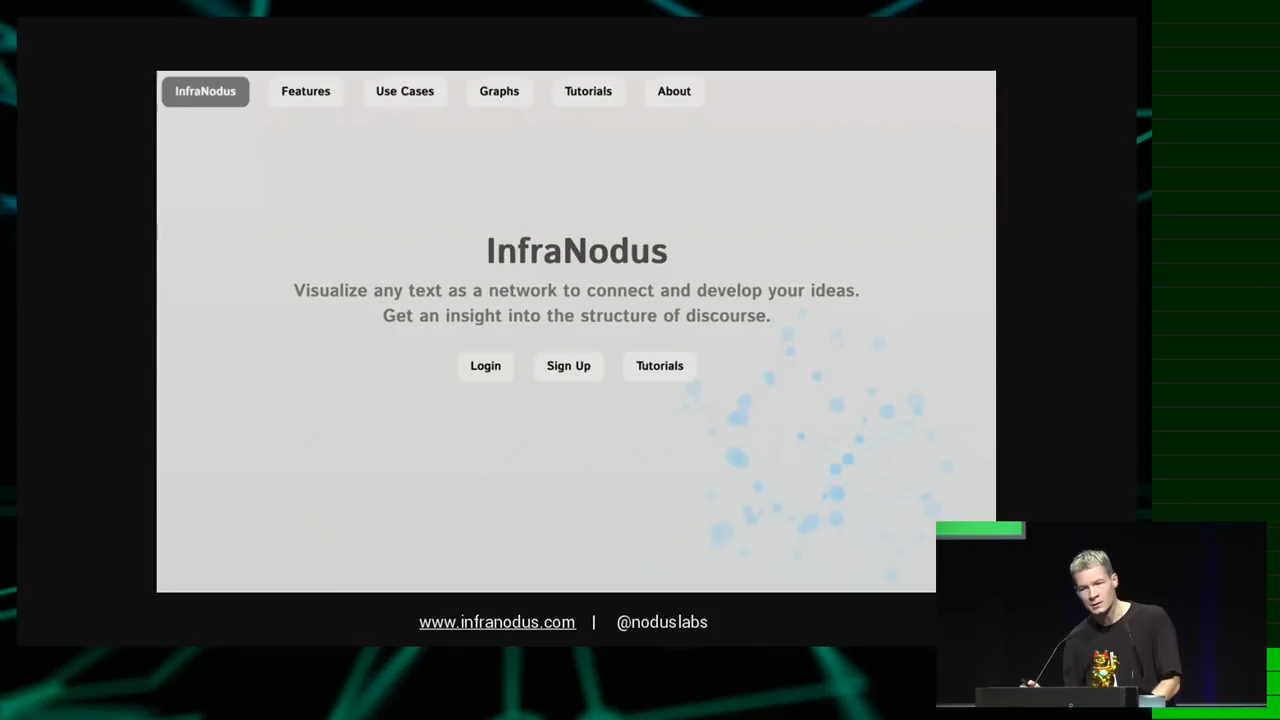 InfraNodus
Features
Use Cases
Graphs
Tutorials
About
InfraNodus
Visualize any text as a network to connect and develop your ideas.
Get an insight into the structure of discourse.
Login
Sign Up
Tutorials
www.infranodus.com | @noduslabs